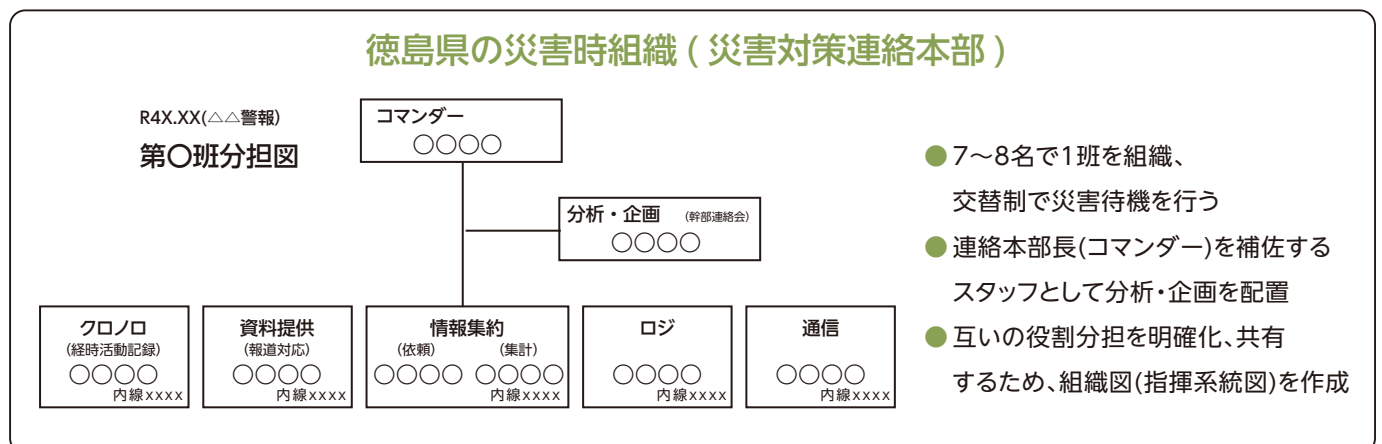 徳島県の災害時組織 ( 災害対策連絡本部 )
R4X.XX(△△警報)
第〇班分担図
コマンダー
〇〇〇〇
分析・企画 (幹部連絡会)
〇〇〇〇
クロノロ
(経時活動記録)
〇〇〇〇
内線xxxx
資料提供
(報道対応)
〇〇〇〇
内線xxxx
情報集約
(依頼) (集計)
〇〇〇〇 〇〇〇〇
内線xxxx
ロジ
〇〇〇〇
内線xxxx
通信
〇〇〇〇
内線xxxx
● 7〜8名で1班を組織、
交替制で災害待機を行う
● 連絡本部長(コマンダー)を補佐する
スタッフとして分析・企画を配置
● 互いの役割分担を明確化、共有
するため、組織図(指揮系統図)を作成